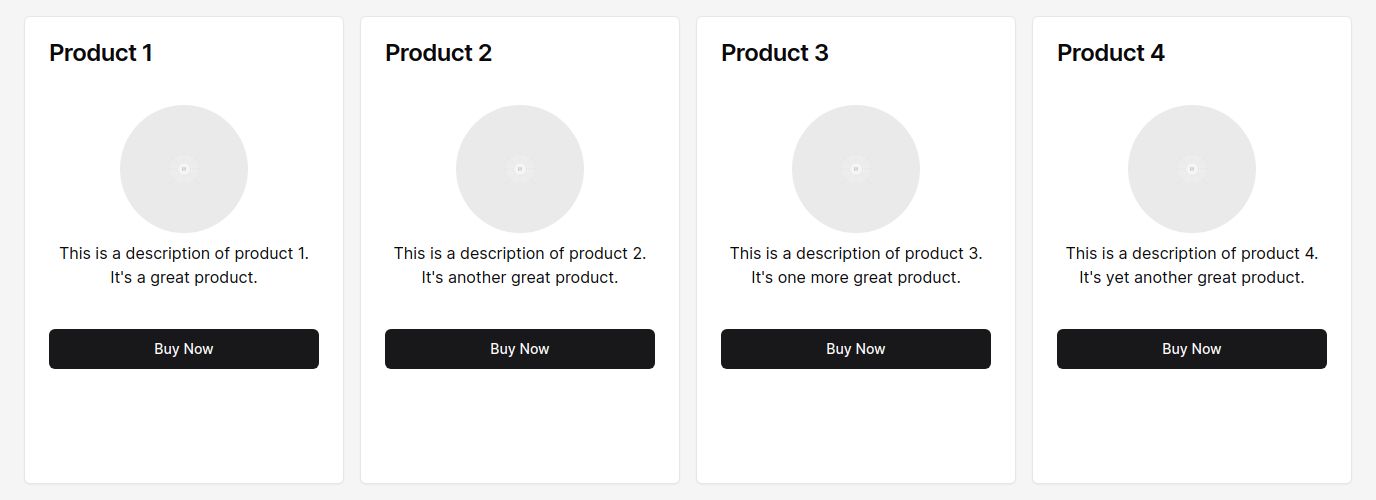 Product 1
This is a description of product 1.
It's a great product.
Buy Now
Product 2
This is a description of product 2.
It's another great product.
Buy Now
Product 3
This is a description of product 3.
It's one more great product.
Buy Now
Product 4
This is a description of product 4.
It's yet another great product.
Buy Now